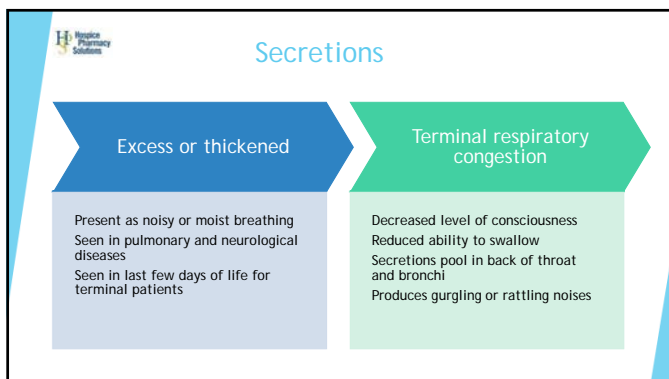 Hospice
Pharmacy
Solutions
Secretions
Excess or thickened
Present as noisy or moist breathing
Seen in pulmonary and neurological
diseases
Seen in last few days of life for
terminal patients
Terminal respiratory
congestion
Decreased level of consciousness
Reduced ability to swallow
Secretions pool in back of throat
and bronchi
Produces gurgling or rattling noises